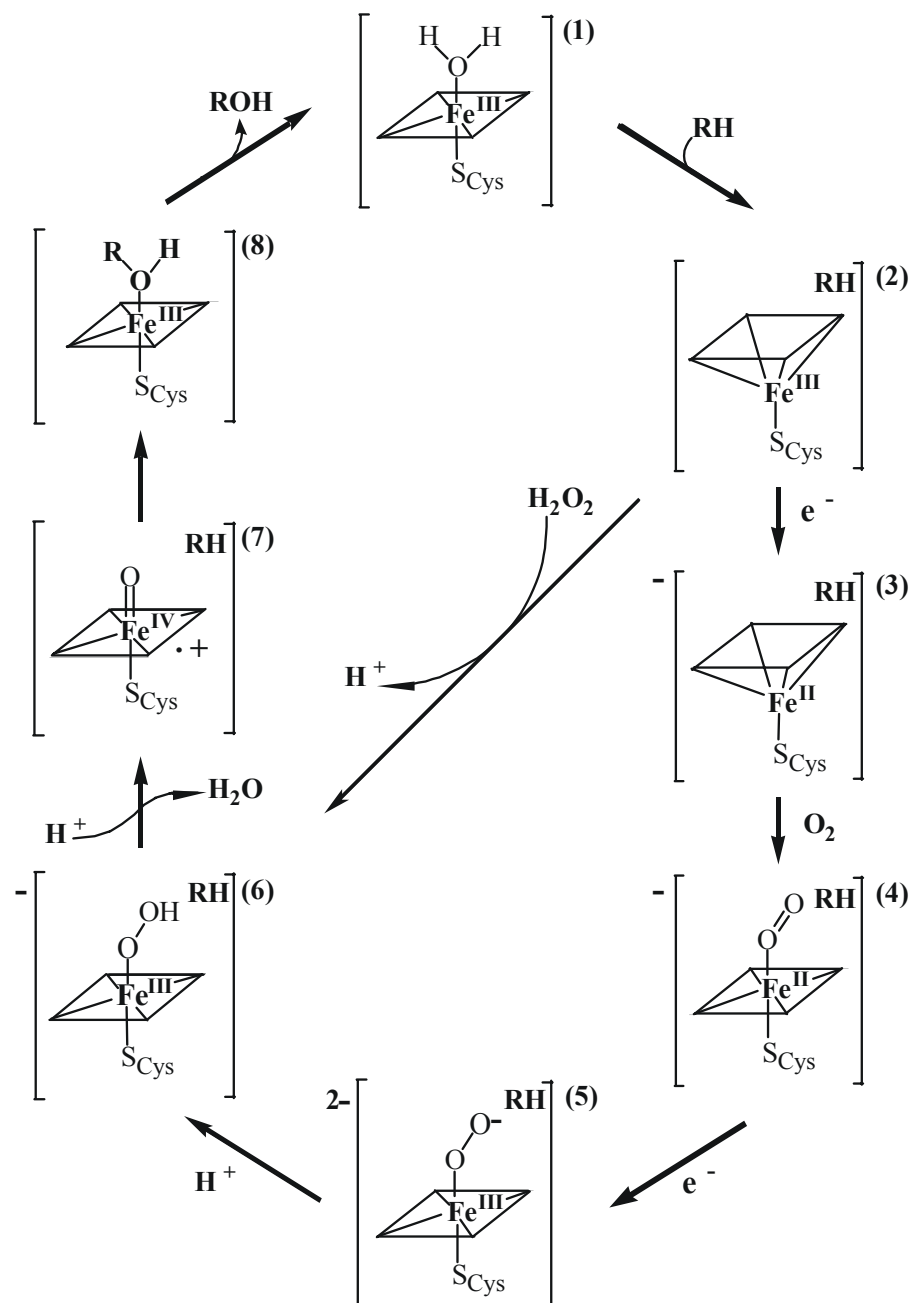 H H
O
Fe III
S Cys
(1)
ROH
RH
R H
O
Fe III
S Cys
(8)
RH
(2)
Fe III
S Cys
H2O2
e -
RH
(7)
O
Fe IV
· +
S Cys
-
RH
(3)
Fe II
S Cys
H +
H2O
H +
O2
-
RH
(6)
OH
O
Fe III
S Cys
-
RH
(4)
O
O
Fe II
S Cys
2-
RH
(5)
O-
O
Fe III
S Cys
H +
e -